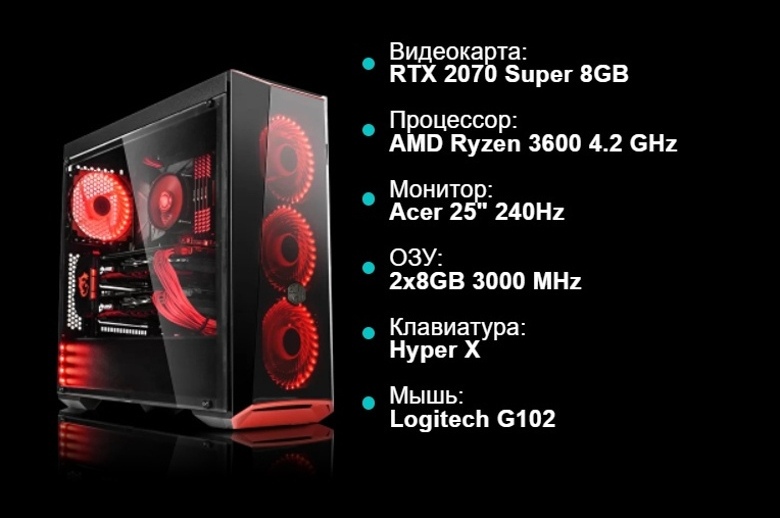 Видеокарта:
RTX 2070 Super 8GB
Процессор:
AMD Ryzen 3600 4.2 GHz
Монитор:
Acer 25" 240Hz
ОЗУ:
2x8GB 3000 MHz
Клавиатура:
Hyper X
Мышь:
Logitech G102